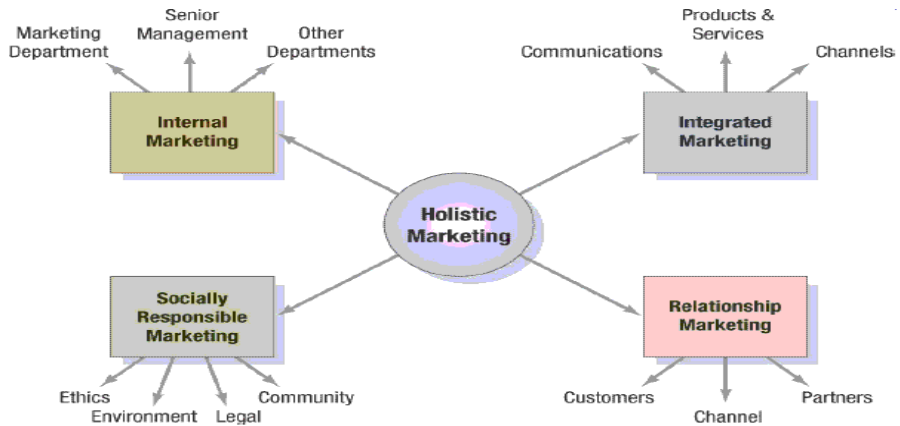 Marketing
Department
Senior
Management
Other
Departments
Internal
Marketing
Communications
Products &
Services
Channels
Integrated
Marketing
Holistic
Marketing
Socially
Responsible
Marketing
Ethics
Environment
Legal
Community
Relationship
Marketing
Customers
Channel
Partners